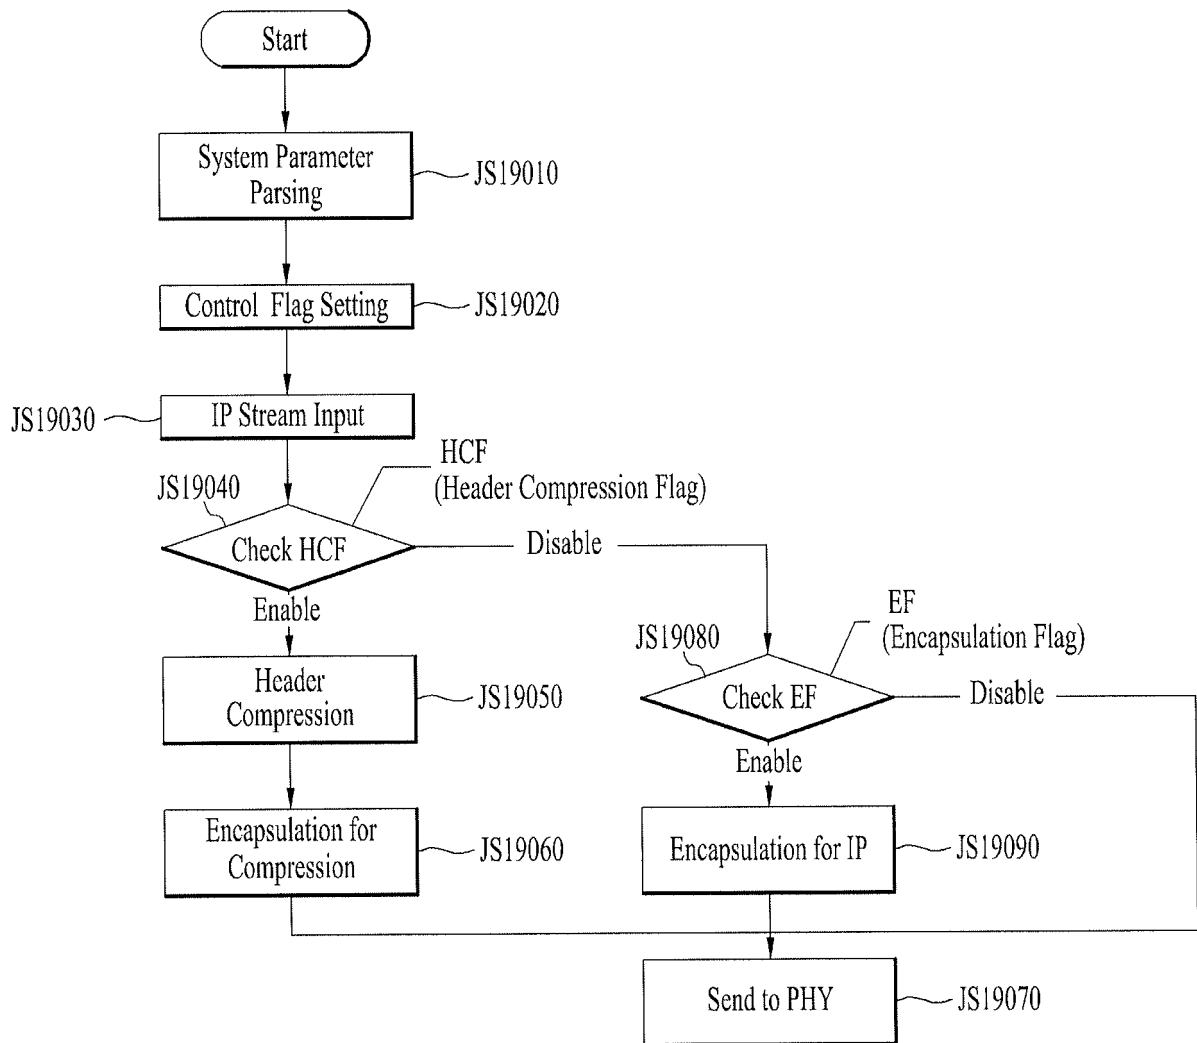 Start
System Parameter
Parsing
JS19010
Control Flag Setting
JS19020
JS19030
IP Stream Input
HCF
(Header Compression Flag)
JS19040
Check HCF
Disable
Enable
EF
(Encapsulation Flag)
JS19080
Check EF
Disable
Enable
Header
Compression
JS19050
Encapsulation for
Compression
JS19060
Encapsulation for IP
JS19090
Send to PHY
JS19070